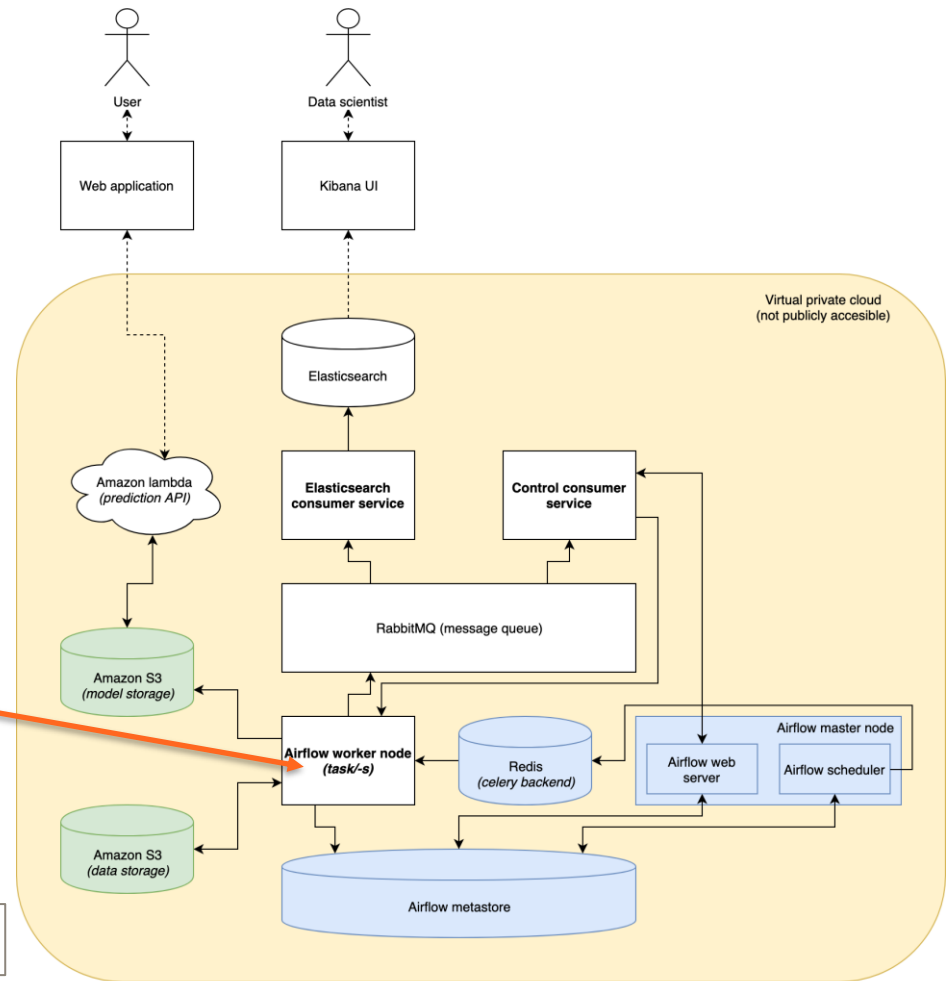 User
Data scientist
Web application
Kibana UI
Virtual private cloud
(not publicly accesible)
Elasticsearch
Amazon lambda
(prediction API)
Elasticsearch
consumer service
Control consumer
service
RabbitMQ (message queue)
Amazon S3
(model storage)
Airflow worker node
(task/-s)
Redis
(celery backend)
Airflow master node
Airflow web
server
Airflow scheduler
Amazon S3
(data storage)
Airflow metastore